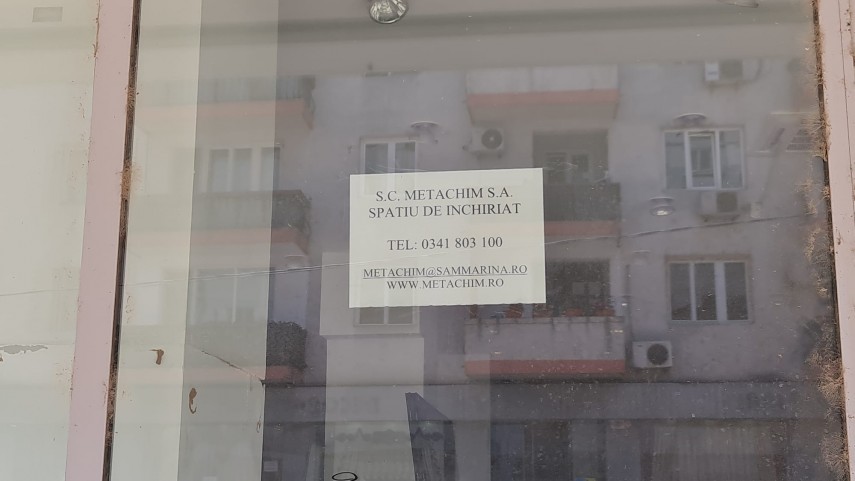 S.C. METACHIM S.A.
SPATIU DE INCHIRIAT
TEL: 0341 803 100
METACHIM@SAMMARINA.RO
WWW.METACHIM.RO